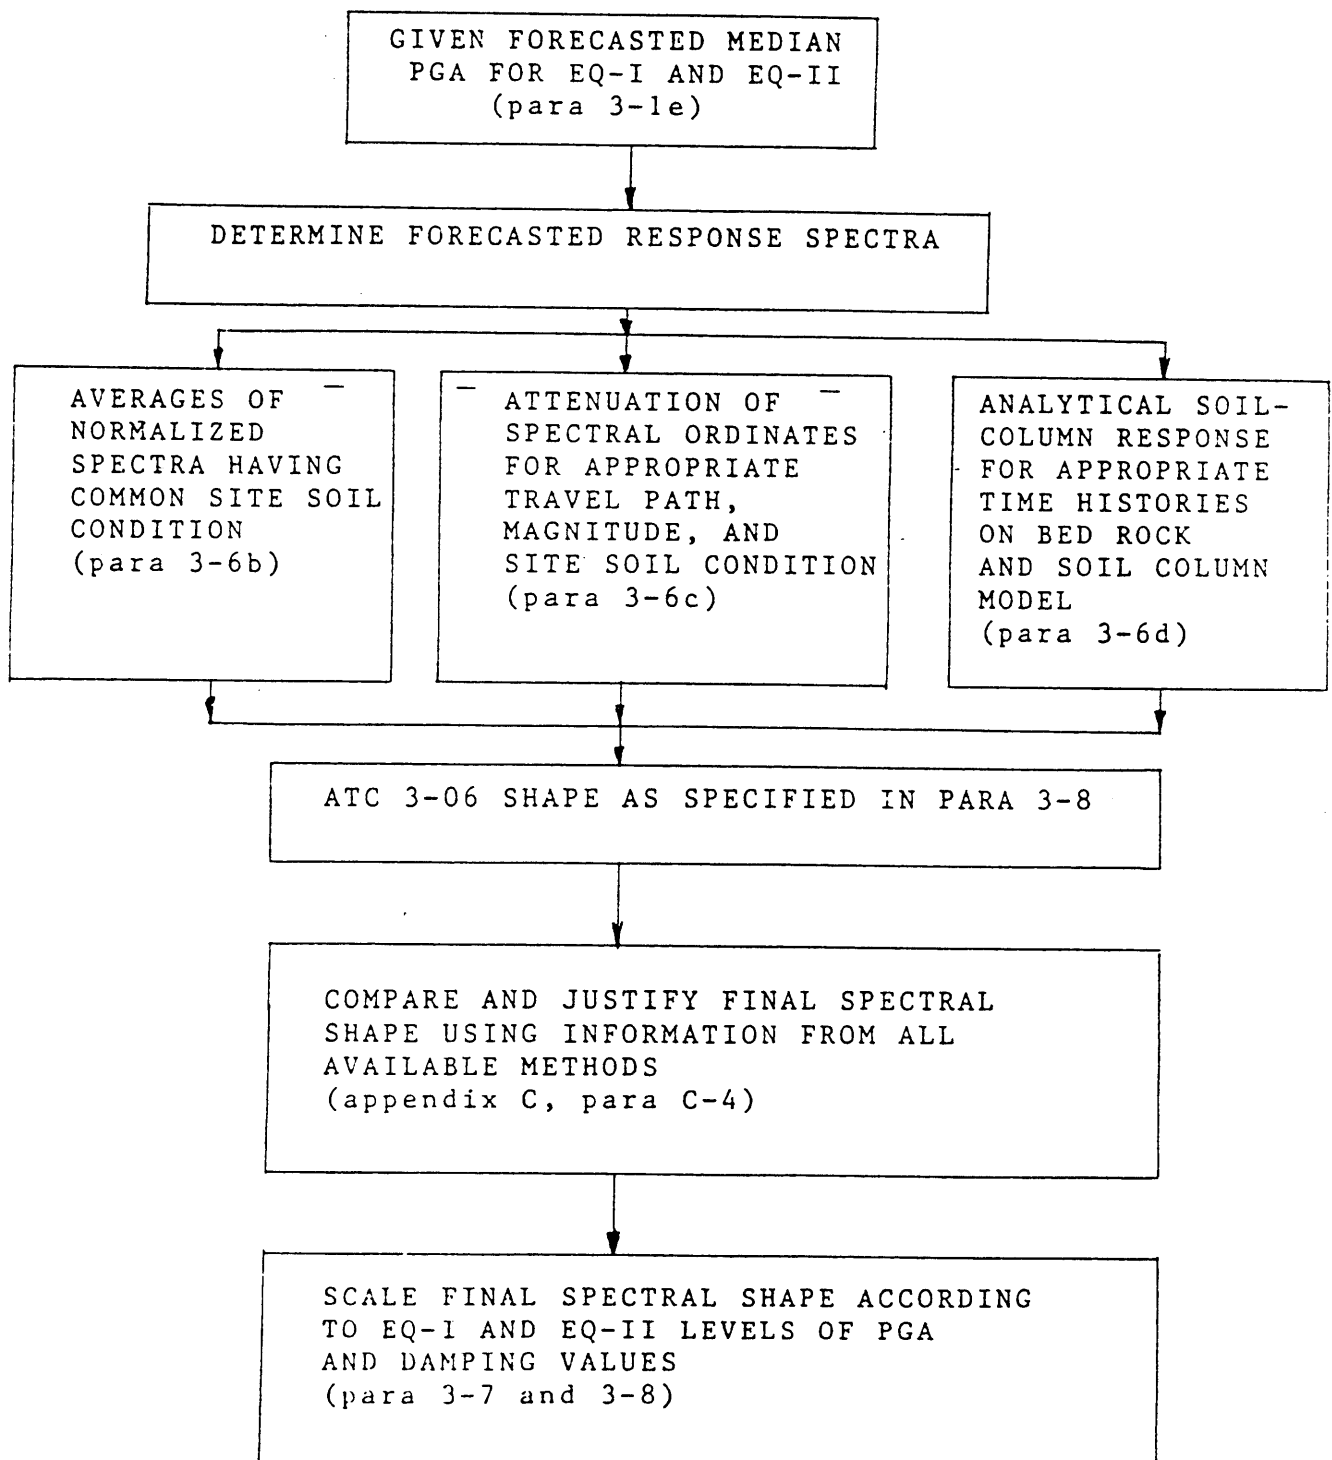 GIVEN FORECASTED MEDIAN
PGA FOR EQ-I AND EQ-II
(para 3-1e)
DETERMINE FORECASTED RESPONSE SPECTRA
AVERAGES OF
NORMALIZED
SPECTRA HAVING
COMMON SITE SOIL
CONDITION
(para 3-6b)
ATTENUATION OF
SPECTRAL ORDINATES
FOR APPROPRIATE
TRAVEL PATH,
MAGNITUDE, AND
SITE SOIL CONDITION
(para 3-6c)
ANALYTICAL SOIL-
COLUMN RESPONSE
FOR APPROPRIATE
TIME HISTORIES
ON BED ROCK
AND SOIL COLUMN
MODEL
(para 3-6d)
ATC 3-06 SHAPE AS SPECIFIED IN PARA 3-8
COMPARE AND JUSTIFY FINAL SPECTRAL
SHAPE USING INFORMATION FROM ALL
AVAILABLE METHODS
(appendix C, para C-4)
SCALE FINAL SPECTRAL SHAPE ACCORDING
TO EQ-I AND EQ-II LEVELS OF PGA
AND DAMPING VALUES
(para 3-7 and 3-8)